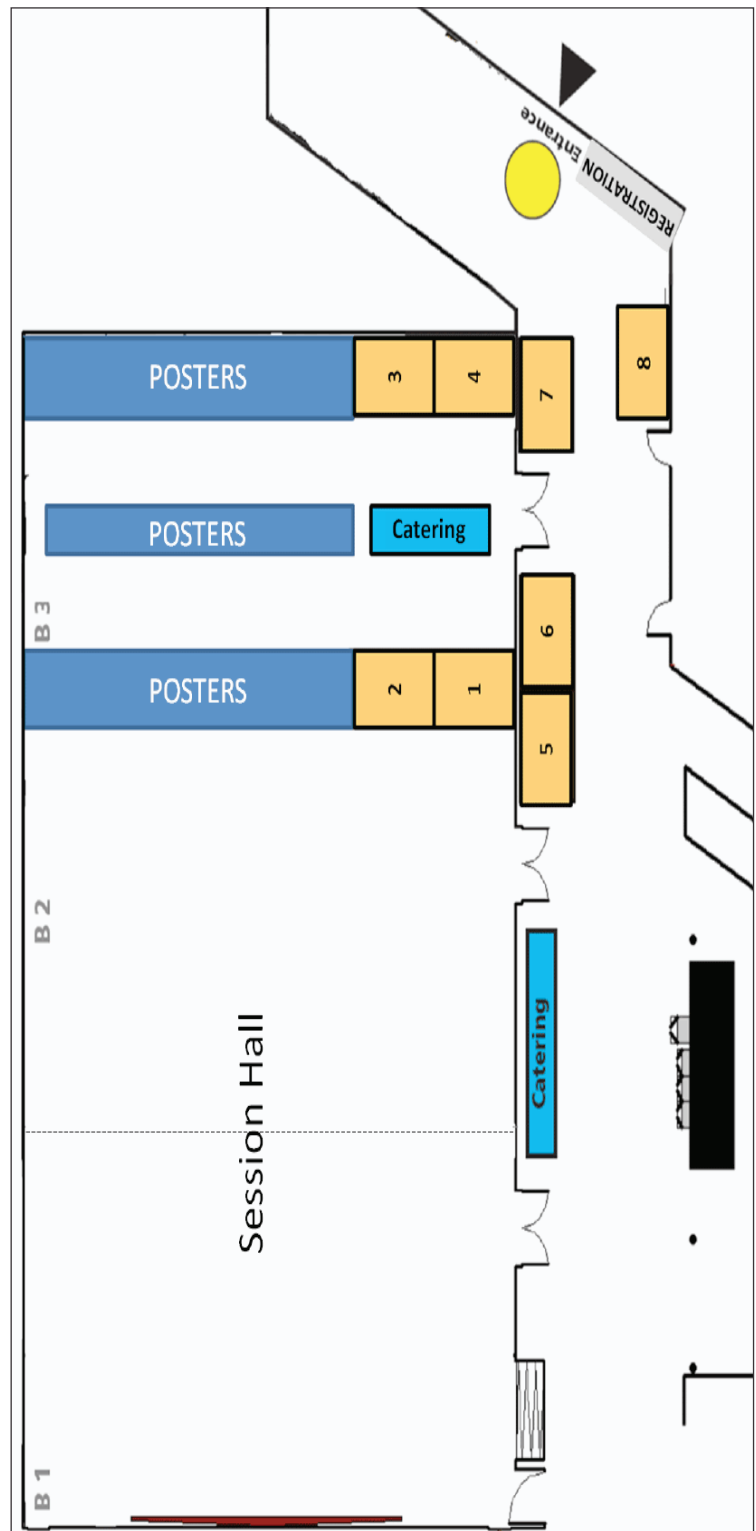 Entrance
REGISTRATION
8
POSTERS
3
4
7
POSTERS
Catering
B 3
6
POSTERS
2
1
5
B 2
Catering
Session Hall
B 1